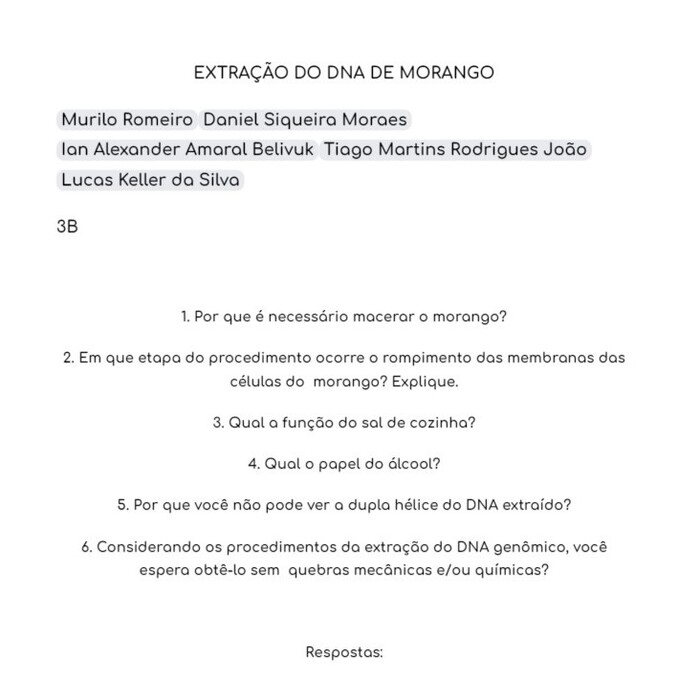 EXTRAÇÃO DO DNA DE MORANGO
Murilo Romeiro Daniel Siqueira Moraes
Ian Alexander Amaral Belivuk Tiago Martins Rodrigues João
Lucas Keller da Silva
3B
1. Por que é necessário macerar o morango?
2. Em que etapa do procedimento ocorre o rompimento das membranas das
células do morango? Explique.
3. Qual a função do sal de cozinha?
4. Qual o papel do álcool?
5. Por que você não pode ver a dupla hélice do DNA extraído?
6. Considerando os procedimentos da extração do DNA genômico, você
espera obtê-lo sem quebras mecânicas e/ou químicas?
Respostas: